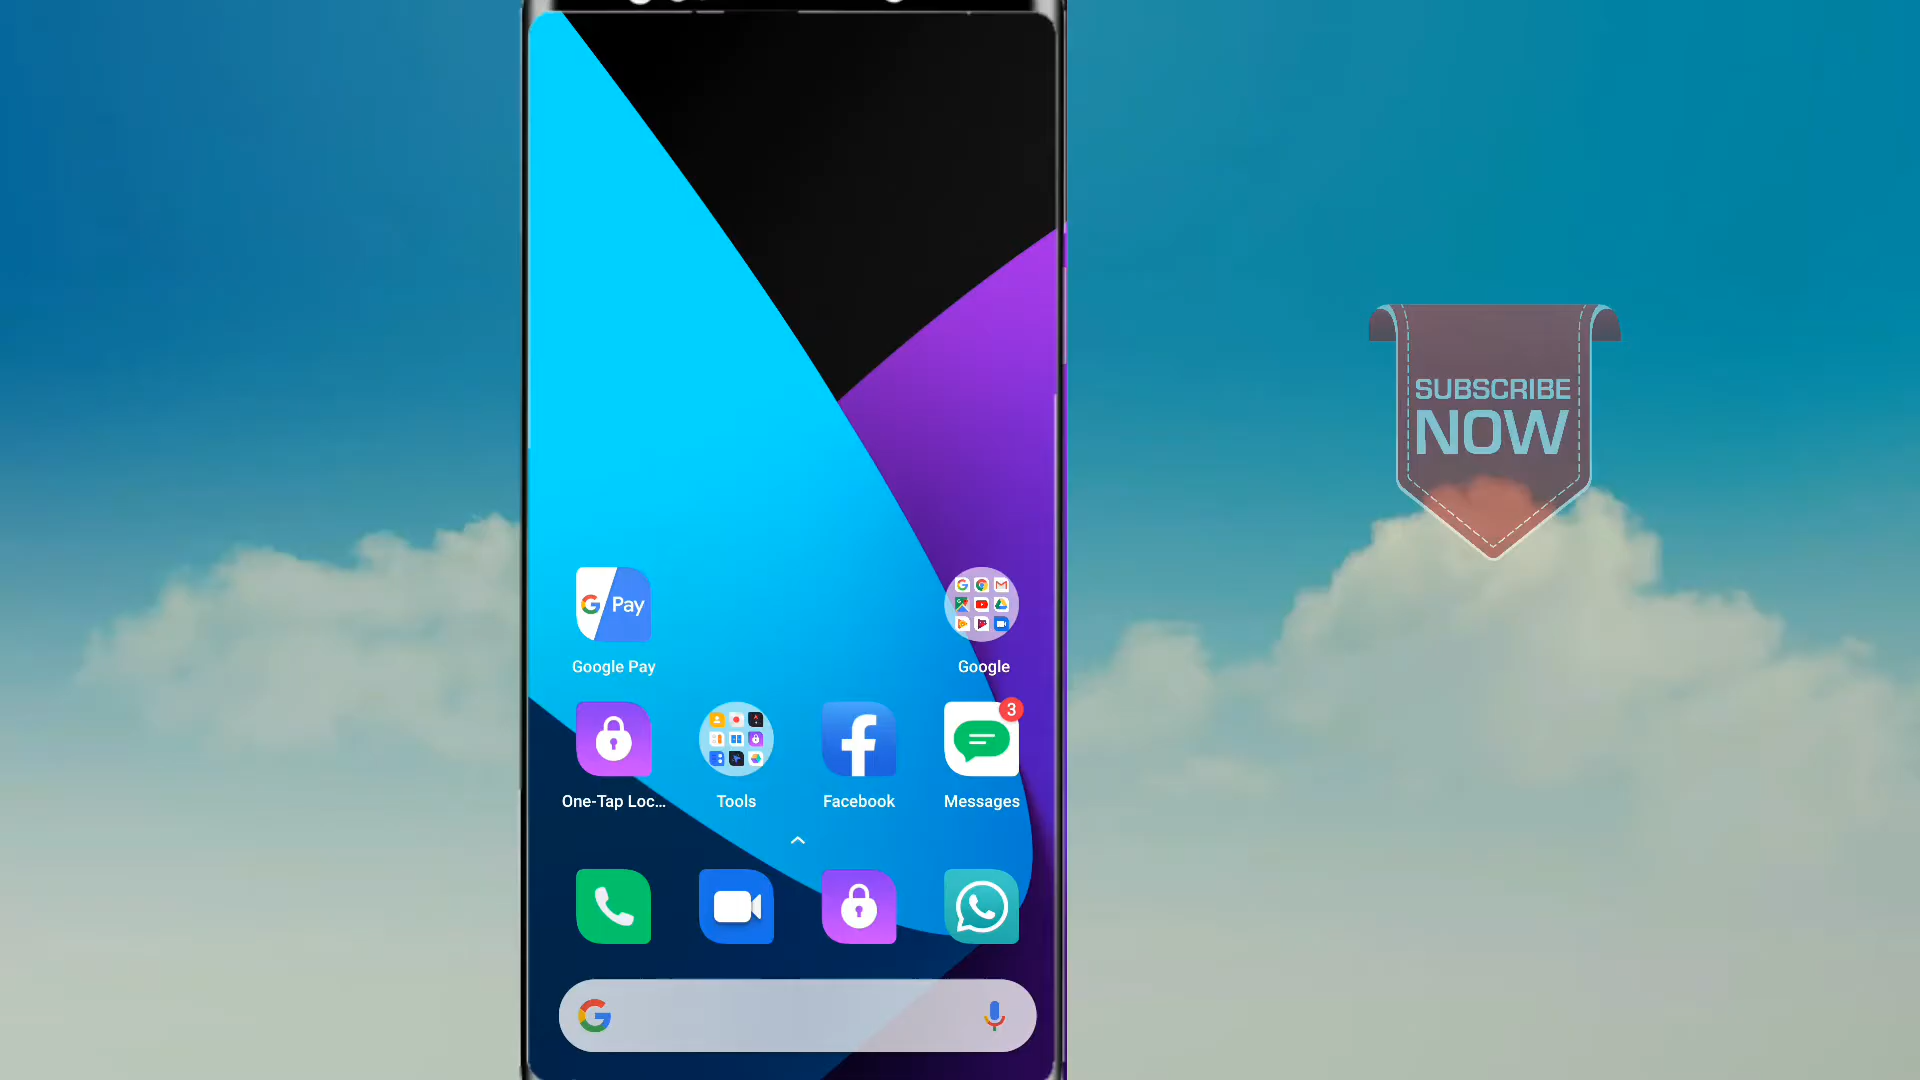 SUBSCRIBE
NOW
G Pay
Google Pay
Google
3
One-Tap Loc...
Tools
Facebook
Messages